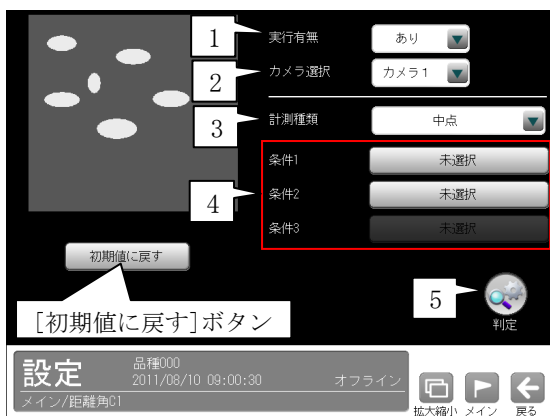 1
実行有無
あり
2
カメラ選択
カメラ1
3
計測種類
中点
4
条件1
未選択
条件2
未選択
条件3
未選択
初期値に戻す
[初期値に戻す]ボタン
5
判定
設定
品種000
2011/08/10 09:00:30
オフライン
メイン/距離角C1
拡大縮小
メイン
戻る